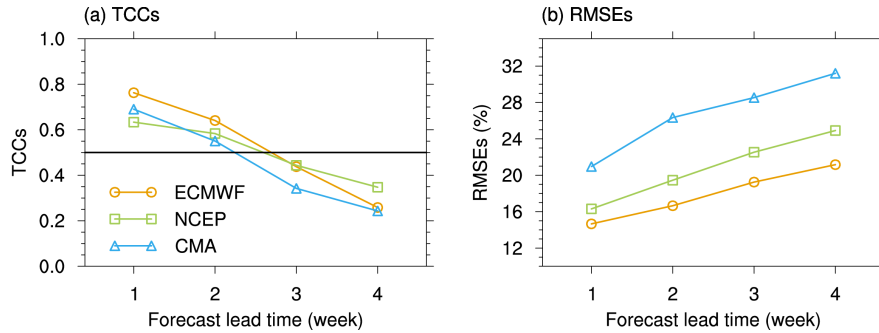 (a) TCCs
1.0
0.8
0.6
0.4
0.2
0.0
TCCs
ECMWF
NCEP
CMA
1 2 3 4
Forecast lead time (week)
(b) RMSEs
32
28
24
20
16
12
RMSEs (%)
1 2 3 4
Forecast lead time (week)